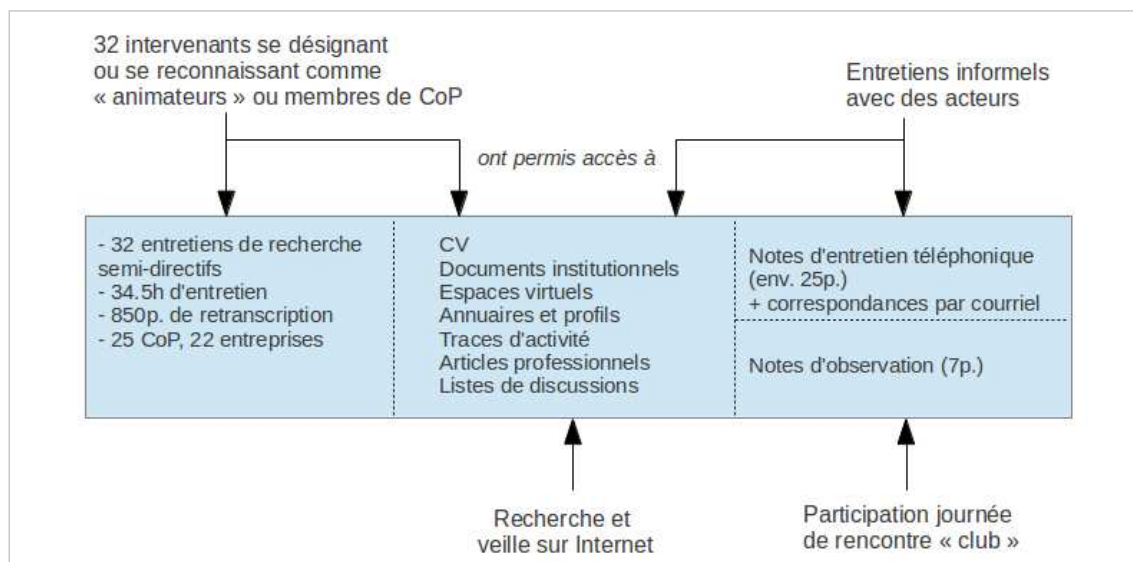 32 intervenants se désignant
ou se reconnaissant comme
« animateurs » ou membres de CoP
Entretiens informels
avec des acteurs
ont permis accès à
- 32 entretiens de recherche
semi-directifs
- 34.5h d'entretien
- 850p. de retranscription
- 25 CoP, 22 entreprises
CV
Documents institutionnels
Espaces virtuels
Annuaires et profils
Traces d'activité
Articles professionnels
Listes de discussions
Notes d'entretien téléphonique
(env. 25p.)
+ correspondances par courriel
Notes d'observation (7p.)
Recherche et
veille sur Internet
Participation journée
de rencontre « club »